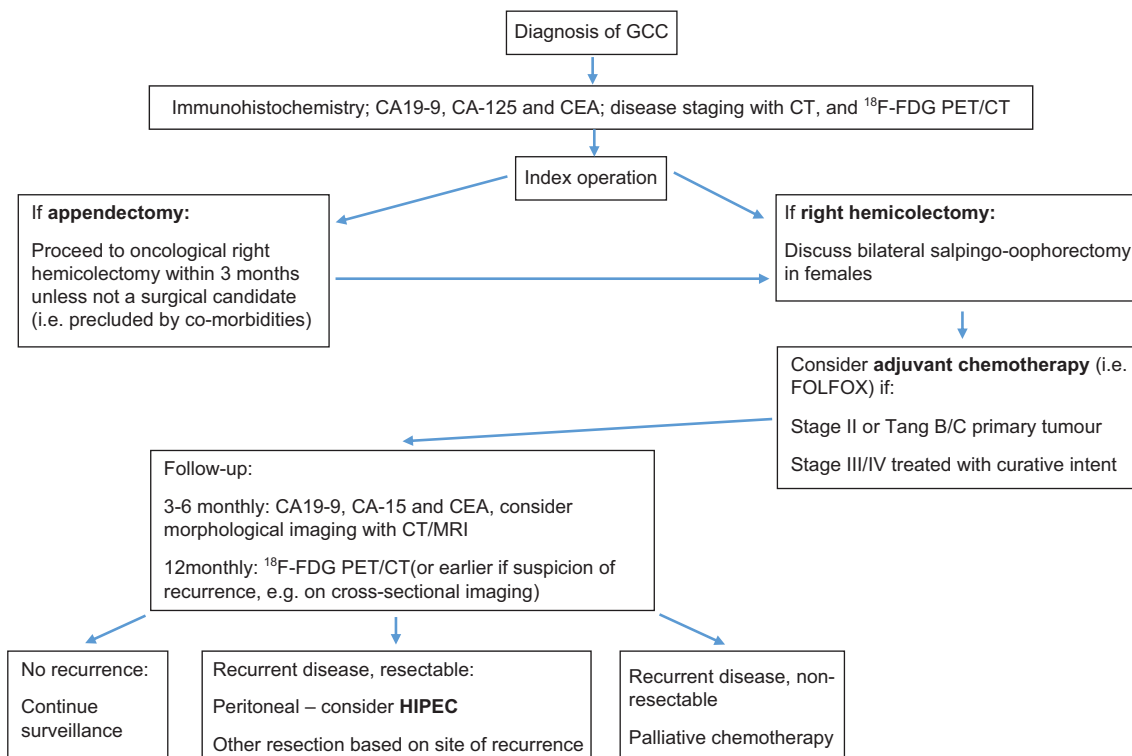 Diagnosis of GCC
Immunohistochemistry; CA19-9, CA-125 and CEA; disease staging with CT, and ¹⁸F-FDG PET/CT
Index operation
If appendectomy:
Proceed to oncological right
hemicolectomy within 3 months
unless not a surgical candidate
(i.e. precluded by co-morbidities)
If right hemicolectomy:
Discuss bilateral salpingo-oophorectomy
in females
Consider adjuvant chemotherapy (i.e.
FOLFOX) if:
Stage II or Tang B/C primary tumour
Stage III/IV treated with curative intent
Follow-up:
3-6 monthly: CA19-9, CA-15 and CEA, consider
morphological imaging with CT/MRI
12monthly: ¹⁸F-FDG PET/CT(or earlier if suspicion of
recurrence, e.g. on cross-sectional imaging)
No recurrence:
Continue
surveillance
Recurrent disease, resectable:
Peritoneal – consider HIPEC
Other resection based on site of recurrence
Recurrent disease, non-
resectable
Palliative chemotherapy